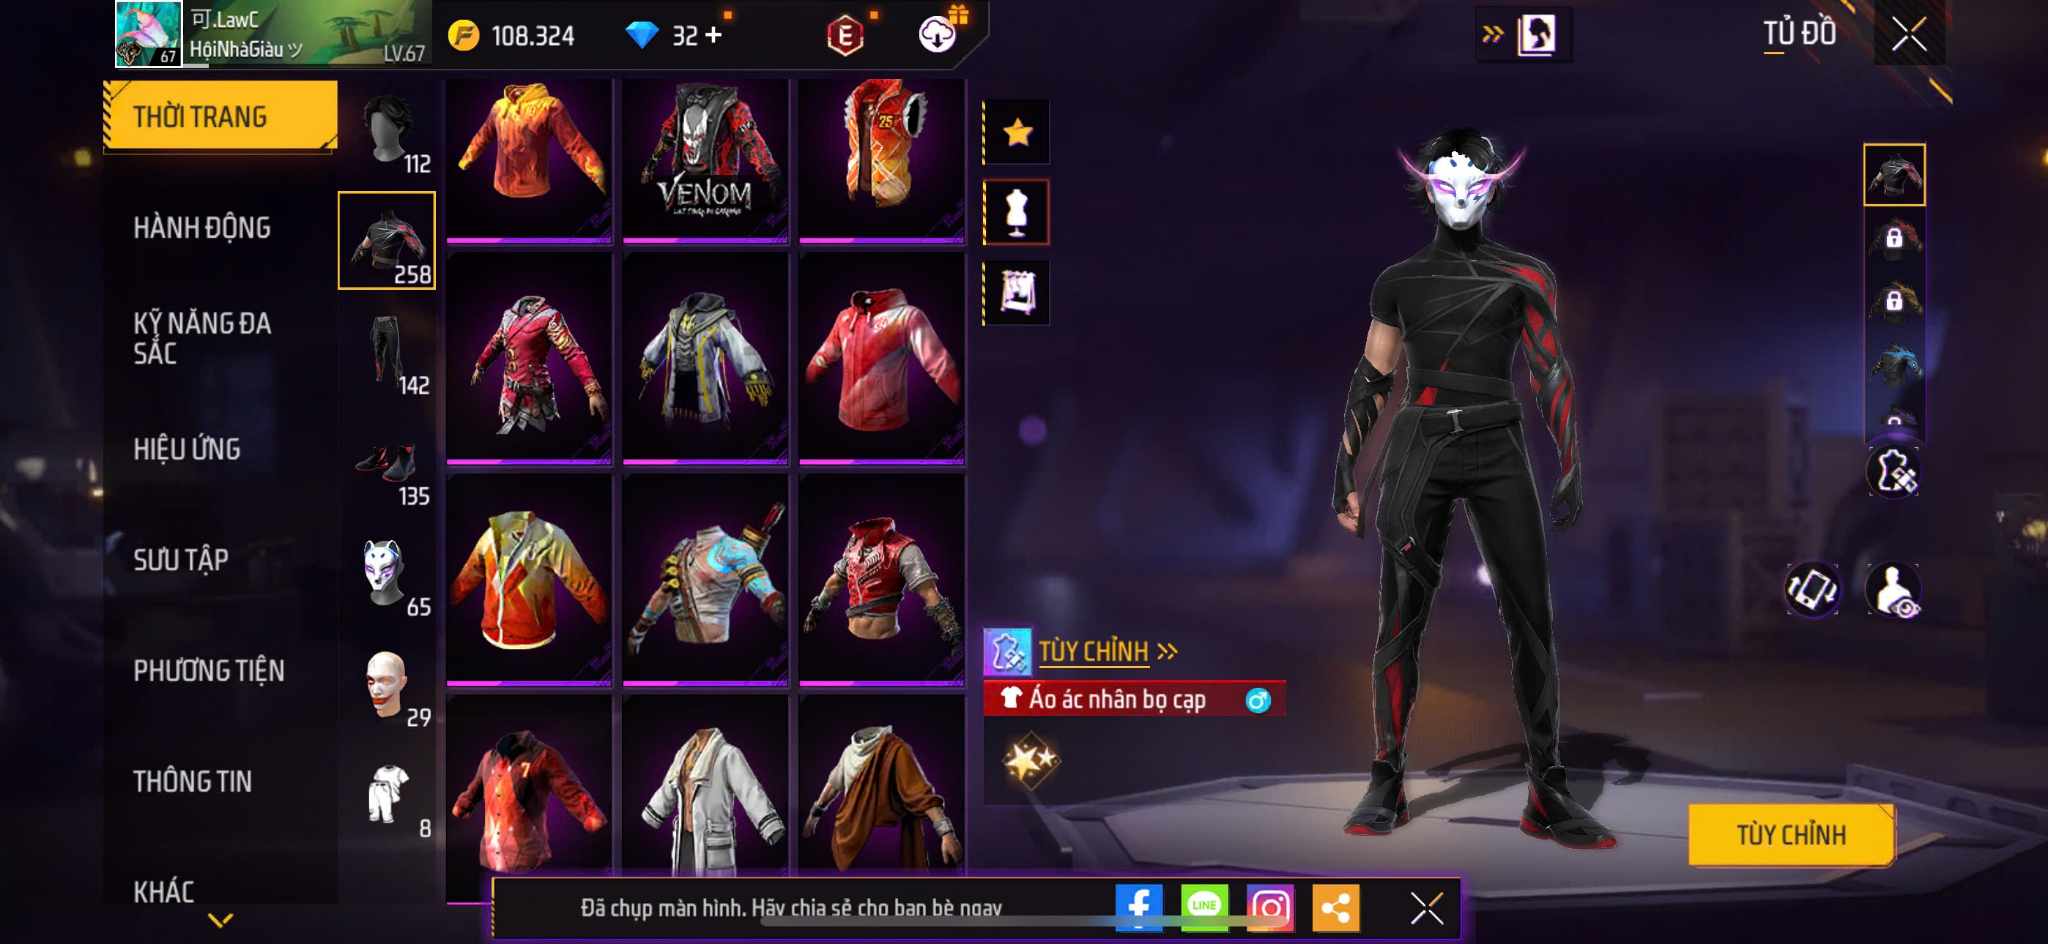 可.LawC
HộiNhàGiàu ツ
67
LV.67
108.324
32 +
E
TỦ ĐỒ
THỜI TRANG
HÀNH ĐỘNG
KỸ NĂNG ĐA
SẮC
HIỆU ỨNG
SƯU TẬP
PHƯƠNG TIỆN
THÔNG TIN
KHÁC
112
258
142
135
65
29
8
VENOM
25
7
TÙY CHỈNH
Áo ác nhân bọ cạp
TÙY CHỈNH
Đã chụp màn hình. Hãy chia sẻ cho bạn bè ngay
LINE